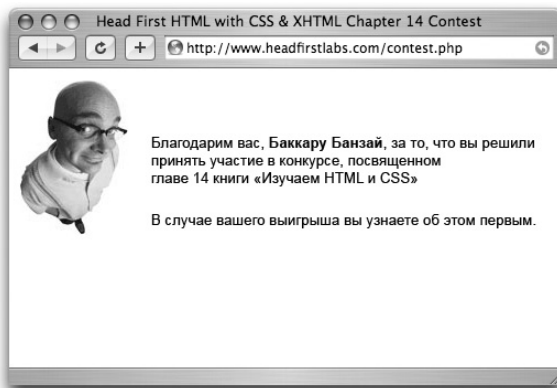 Head First HTML with CSS & XHTML Chapter 14 Contest
http://www.headfirstlabs.com/contest.php
Благодарим вас, Баккару Банзай, за то, что вы решили
принять участие в конкурсе, посвященном
главе 14 книги «Изучаем HTML и CSS»
В случае вашего выигрыша вы узнаете об этом первым.